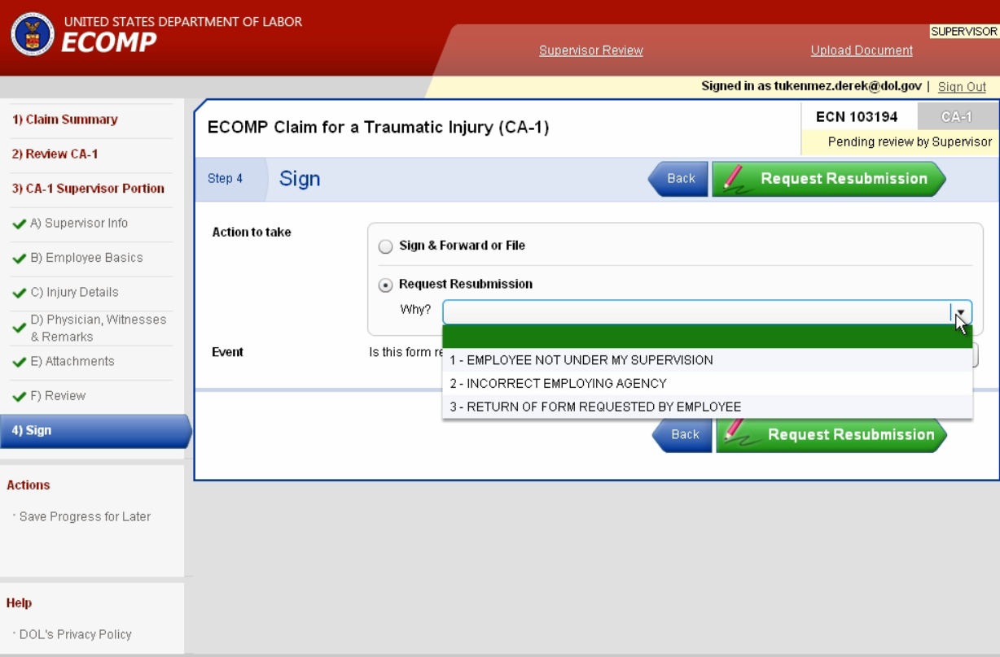 UNITED STATES DEPARTMENT OF LABOR
ECOMP
SUPERVISOR
Supervisor Review
Upload Document
Signed in as tukenmez.derek@dol.gov | Sign Out
1) Claim Summary
2) Review CA-1
3) CA-1 Supervisor Portion
A) Supervisor Info
B) Employee Basics
C) Injury Details
D) Physician, Witnesses
& Remarks
E) Attachments
F) Review
4) Sign
Actions
· Save Progress for Later
Help
· DOL's Privacy Policy
ECOMP Claim for a Traumatic Injury (CA-1)
ECN 103194
CA-1
Pending review by Supervisor
Step 4
Sign
Back
Request Resubmission
Action to take
Sign & Forward or File
Request Resubmission
Why?
Event
Is this form re
1 - EMPLOYEE NOT UNDER MY SUPERVISION
2 - INCORRECT EMPLOYING AGENCY
3 - RETURN OF FORM REQUESTED BY EMPLOYEE
Back
Request Resubmission